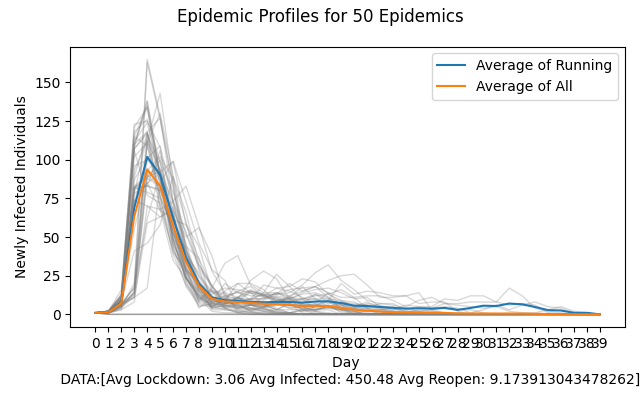 Epidemic Profiles for 50 Epidemics
Average of Running
Average of All
Newly Infected Individuals
150
125
100
75
50
25
0
0 1 2 3 4 5 6 7 8 9 10 11 12 13 14 15 16 17 18 19 20 21 22 23 24 25 26 27 28 29 30 31 32 33 34 35 36 37 38 39
Day
DATA:[Avg Lockdown: 3.06 Avg Infected: 450.48 Avg Reopen: 9.173913043478262]